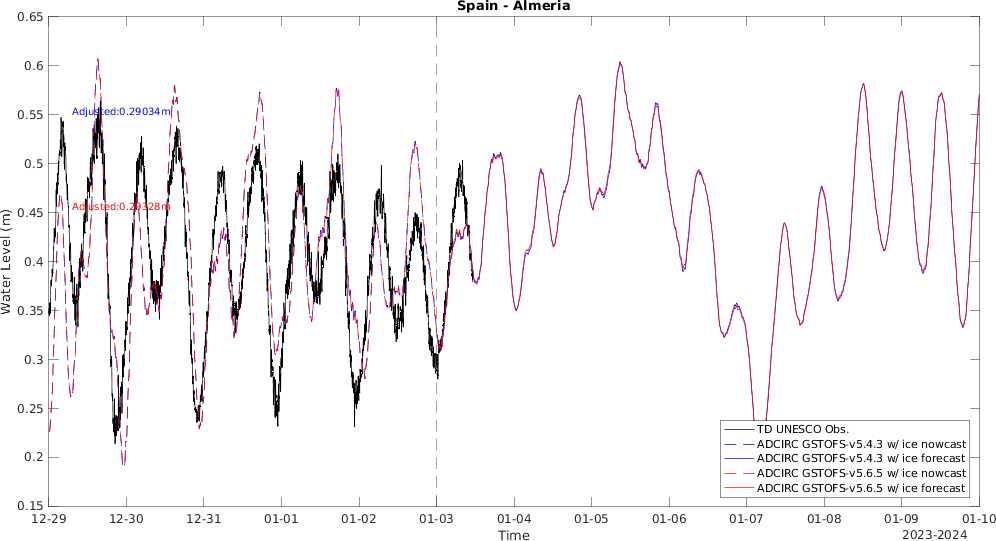 Spain - Almeria
0.65
0.6
0.55
0.5
0.45
0.4
0.35
0.3
0.25
0.2
0.15
Water Level (m)
Adjusted:0.29034m
Adjusted:0.29328m
TD UNESCO Obs.
ADCIRC GSTOFS-v5.4.3 w/ ice nowcast
ADCIRC GSTOFS-v5.4.3 w/ ice forecast
ADCIRC GSTOFS-v5.6.5 w/ ice nowcast
ADCIRC GSTOFS-v5.6.5 w/ ice forecast
12-29 12-30 12-31 01-01 01-02 01-03 01-04 01-05 01-06 01-07 01-08 01-09 01-10
Time
2023-2024